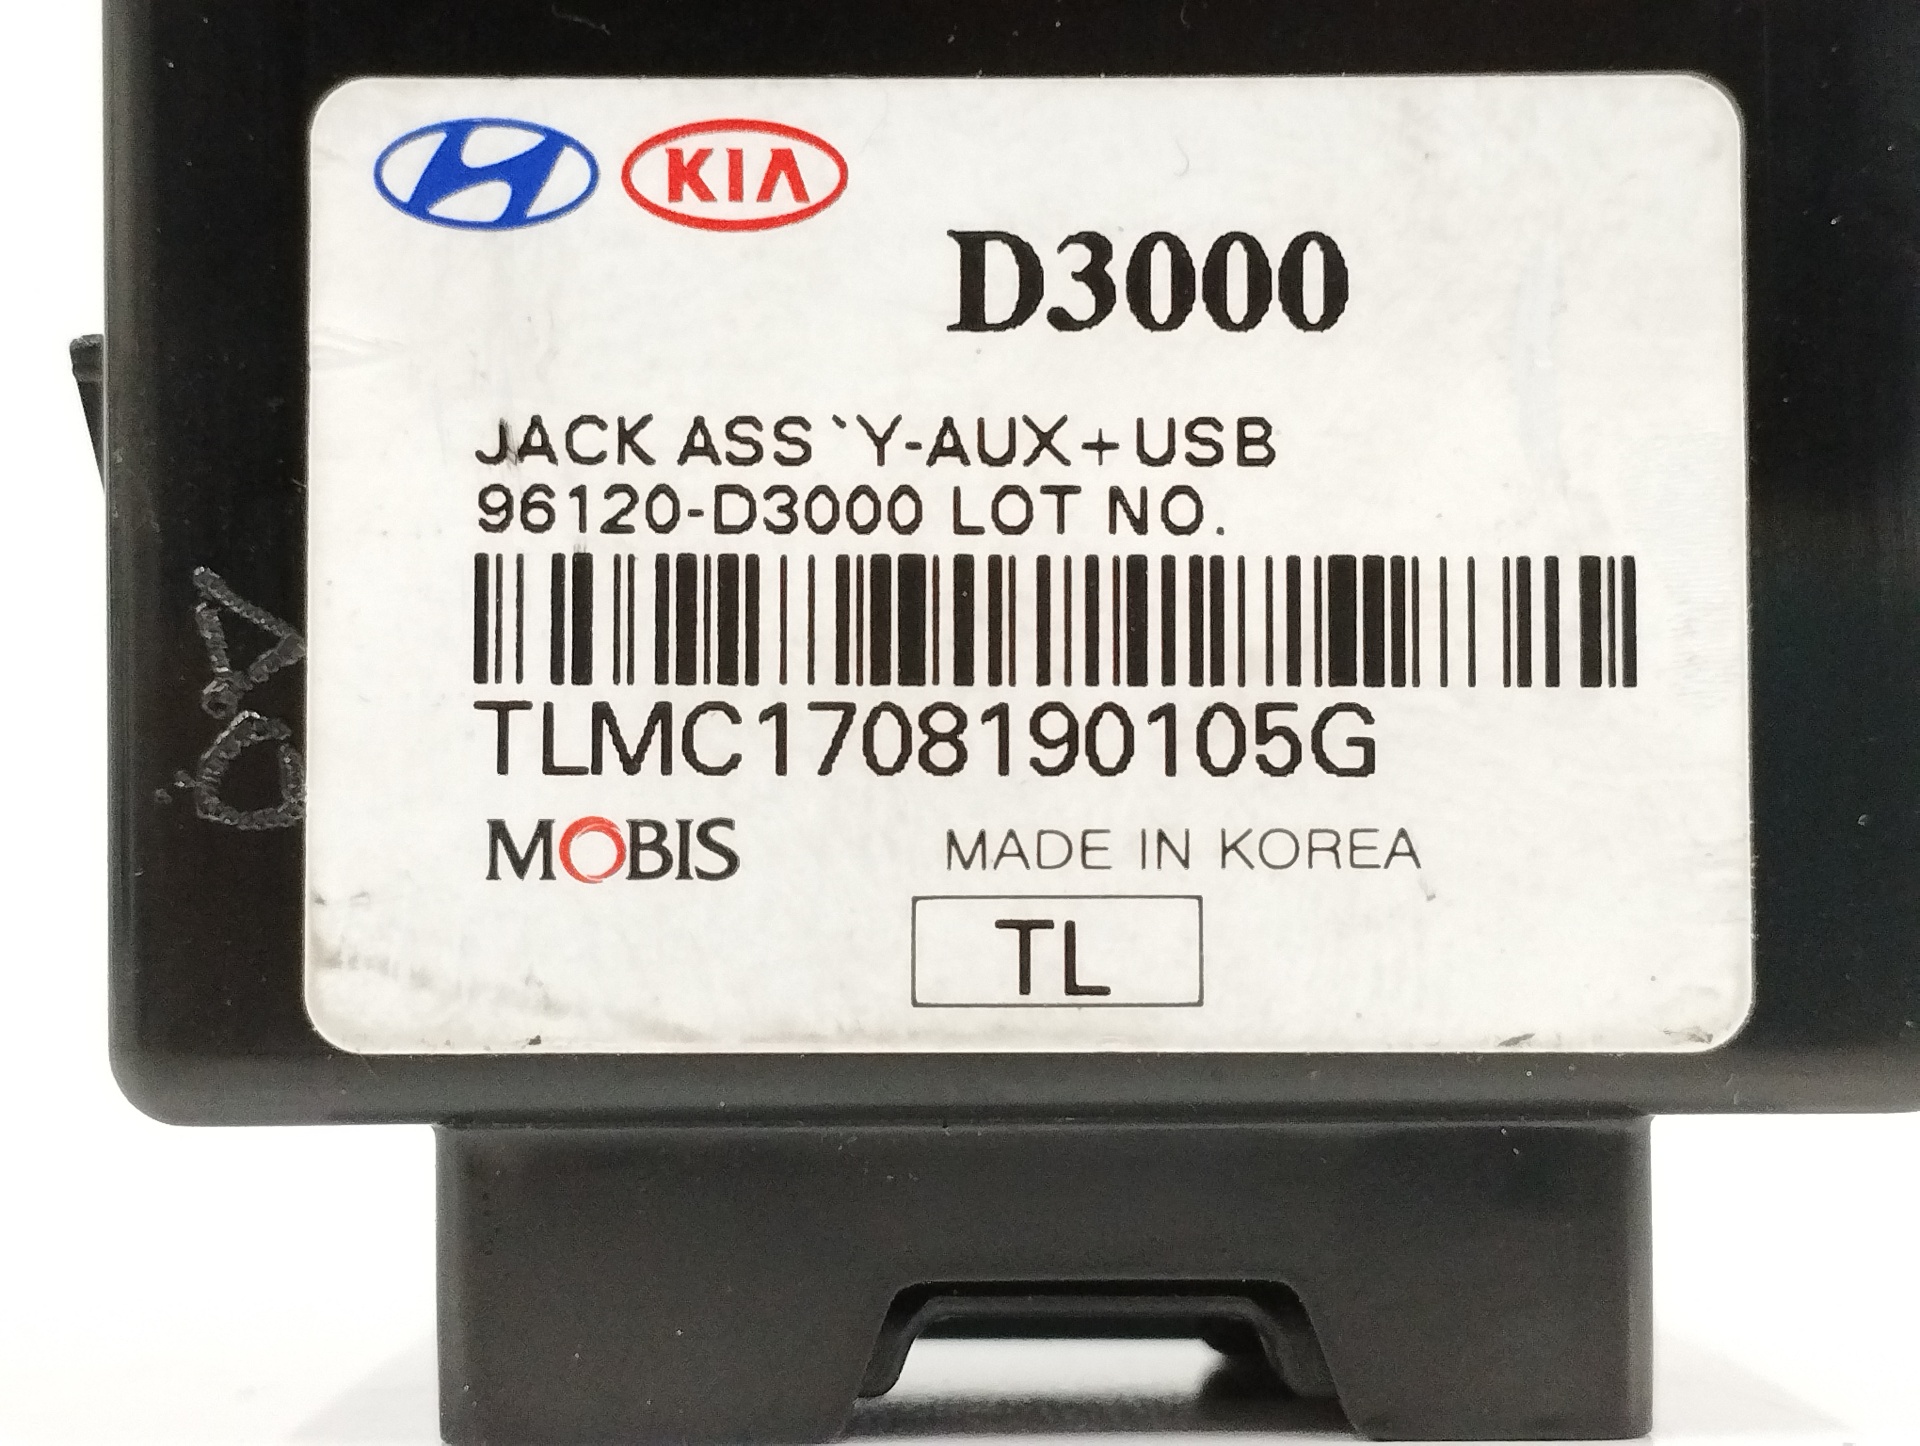 KIA
D3000
JACK ASS`Y-AUX+USB
96120-D3000 LOT NO.
TLMC1708190105G
MOBIS
MADE IN KOREA
TL